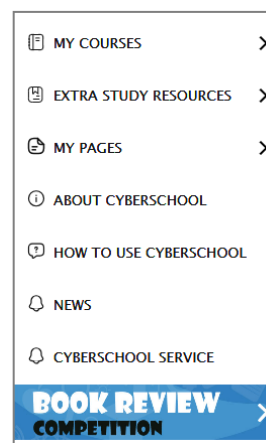 MY COURSES
EXTRA STUDY RESOURCES
MY PAGES
ABOUT CYBERSCHOOL
HOW TO USE CYBERSCHOOL
NEWS
CYBERSCHOOL SERVICE
BOOK REVIEW
COMPETITION